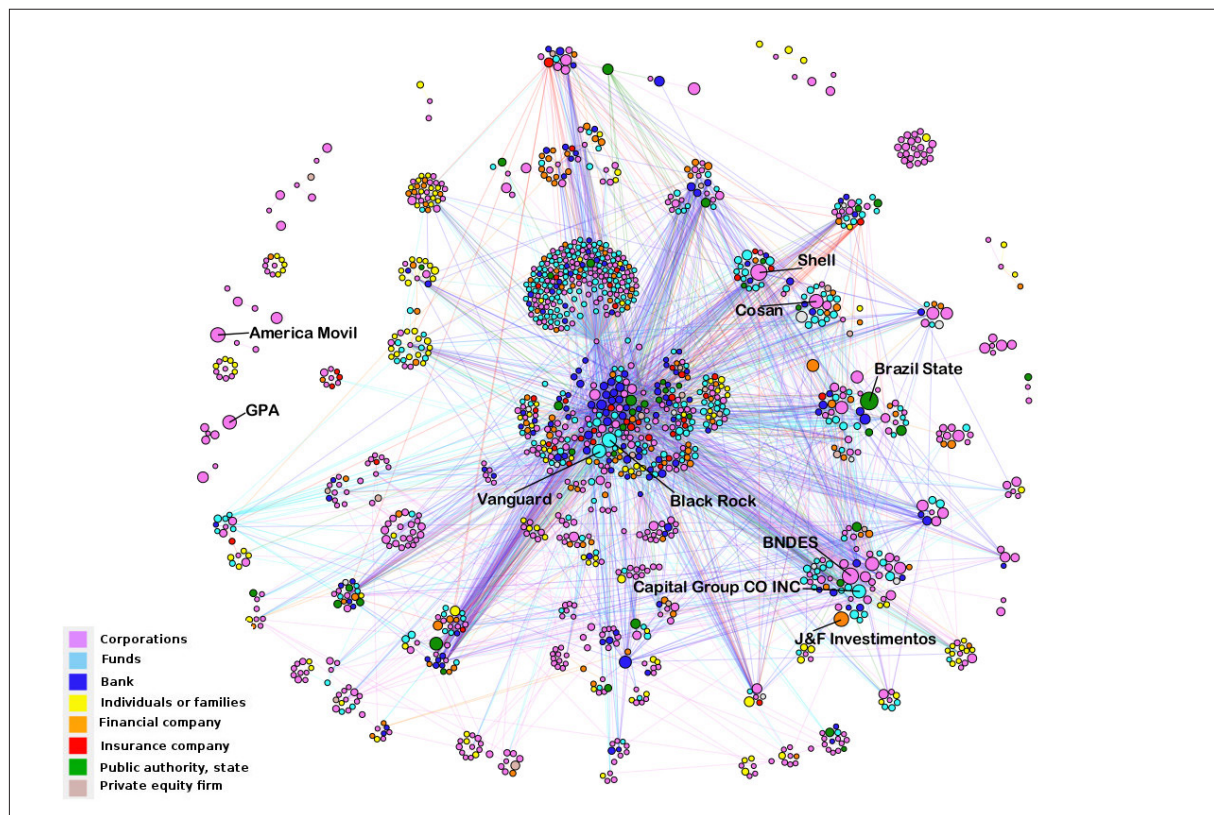 Shell
Cosan
America Movil
Brazil State
GPA
Vanguard
Black Rock
BNDES
Capital Group CO INC
J&F Investimentos
Corporations
Funds
Bank
Individuals or families
Financial company
Insurance company
Public authority, state
Private equity firm